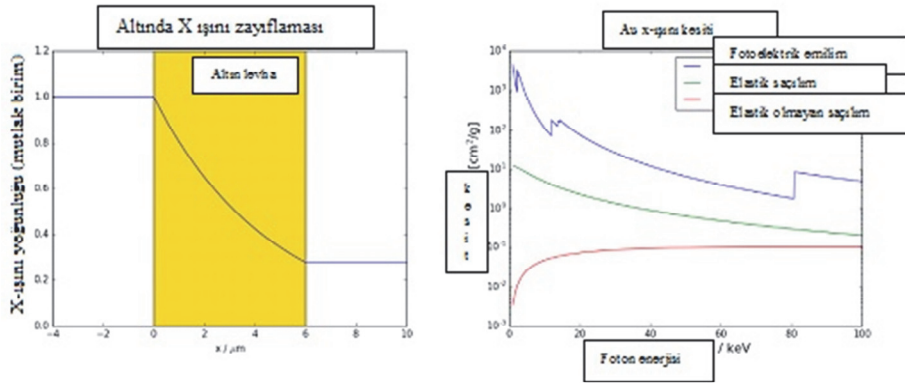 Altında X ışını zayıflaması
Altın levha
X-ışını yoğunluğu (mutlak birim)
1.2
1.0
0.8
0.6
0.4
0.2
0.0
−4
−2
0
2
4
6
8
10
x / μm
Au x-ışını kesiti
Fotoelektrik emilim
Elastik saçılım
Elastik olmayan saçılım
[cm²/g]
10⁴
10³
10²
10¹
10⁰
10⁻¹
10⁻²
10⁻³
0
20
40
60
80
100
/ keV
Foton enerjisi